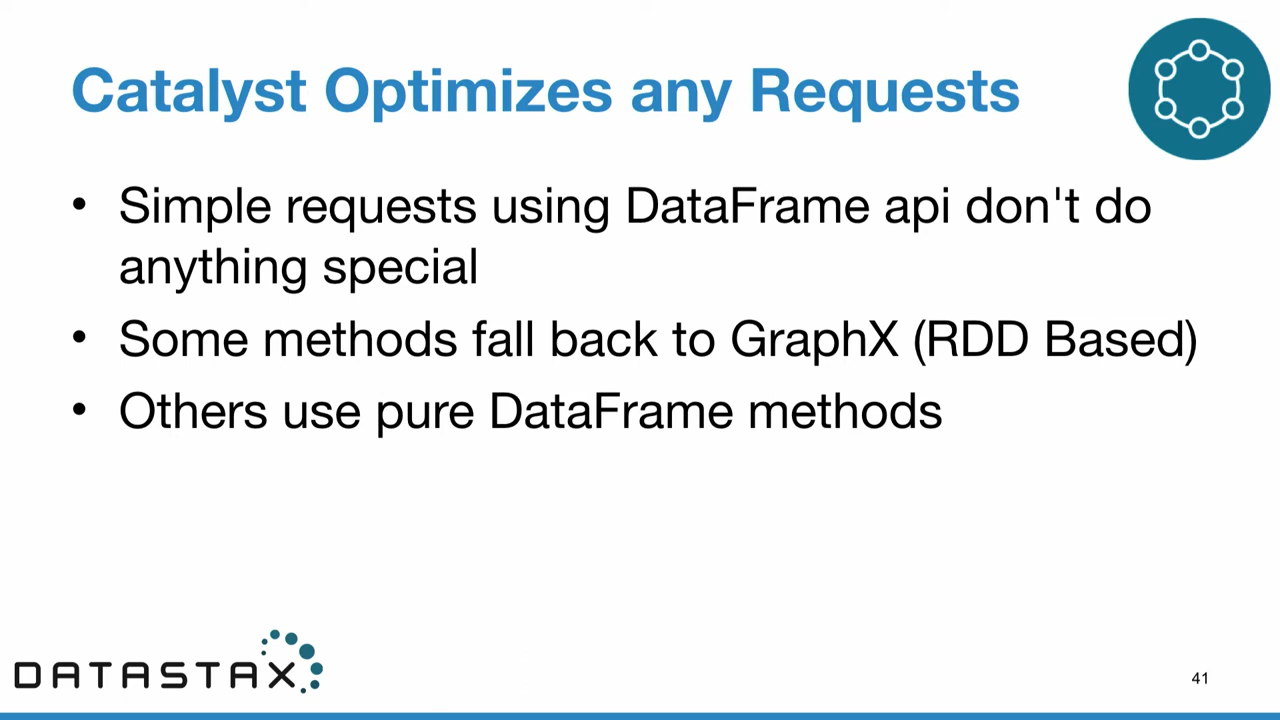 Catalyst Optimizes any Requests
• Simple requests using DataFrame api don't do
anything special
• Some methods fall back to GraphX (RDD Based)
• Others use pure DataFrame methods
DATASTAX
41